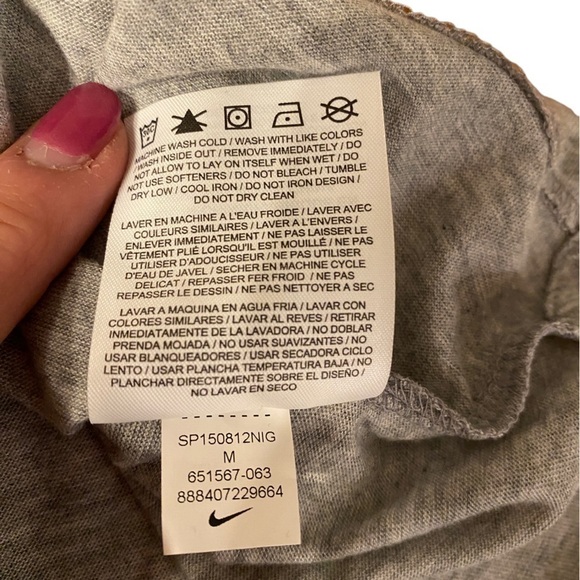 30C
MACHINE WASH COLD / WASH WITH LIKE COLORS
/ WASH INSIDE OUT / REMOVE IMMEDIATELY / DO
NOT ALLOW TO LAY ON ITSELF WHEN WET / DO
NOT USE SOFTENERS / DO NOT BLEACH / TUMBLE
DRY LOW / COOL IRON / DO NOT IRON DESIGN /
DO NOT DRY CLEAN
LAVER EN MACHINE A L'EAU FROIDE / LAVER AVEC
COULEURS SIMILAIRES / LAVER A L'ENVERS /
ENLEVER IMMEDIATEMENT / NE PAS LAISSER LE
VÊTEMENT PLIÉ LORSQU'IL EST MOUILLÉ / NE PAS
UTILISER D'ADOUCISSEUR / NE PAS UTILISER
D'EAU DE JAVEL / SECHER EN MACHINE CYCLE
DELICAT / REPASSER FER FROID / NE PAS
REPASSER LE DESSIN / NE PAS NETTOYER A SEC
LAVAR A MAQUINA EN AGUA FRIA / LAVAR CON
COLORES SIMILARES / LAVAR AL REVES / RETIRAR
INMEDIATAMENTE DE LA LAVADORA / NO DOBLAR
PRENDA MOJADA / NO USAR SUAVIZANTES / NO
USAR BLANQUEADORES / USAR SECADORA CICLO
LENTO / USAR PLANCHA TEMPERATURA BAJA / NO
PLANCHAR DIRECTAMENTE SOBRE EL DISEÑO /
NO LAVAR EN SECO
SP150812NIG
M
651567-063
888407229664